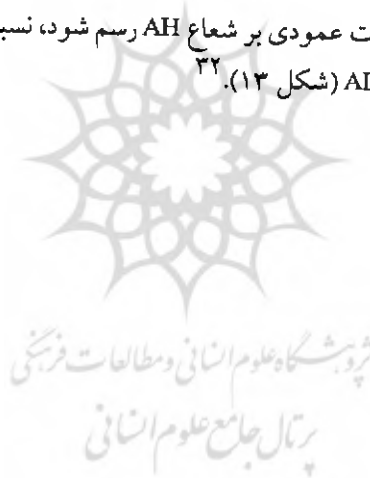 ت عمودی بر شعاع AH رسم شود، نسب
AI (شکل ۱۳).۳۲
پژوهشگاه علوم انسانی و مطالعات فرهنگی
پرتال جامع علوم انسانی